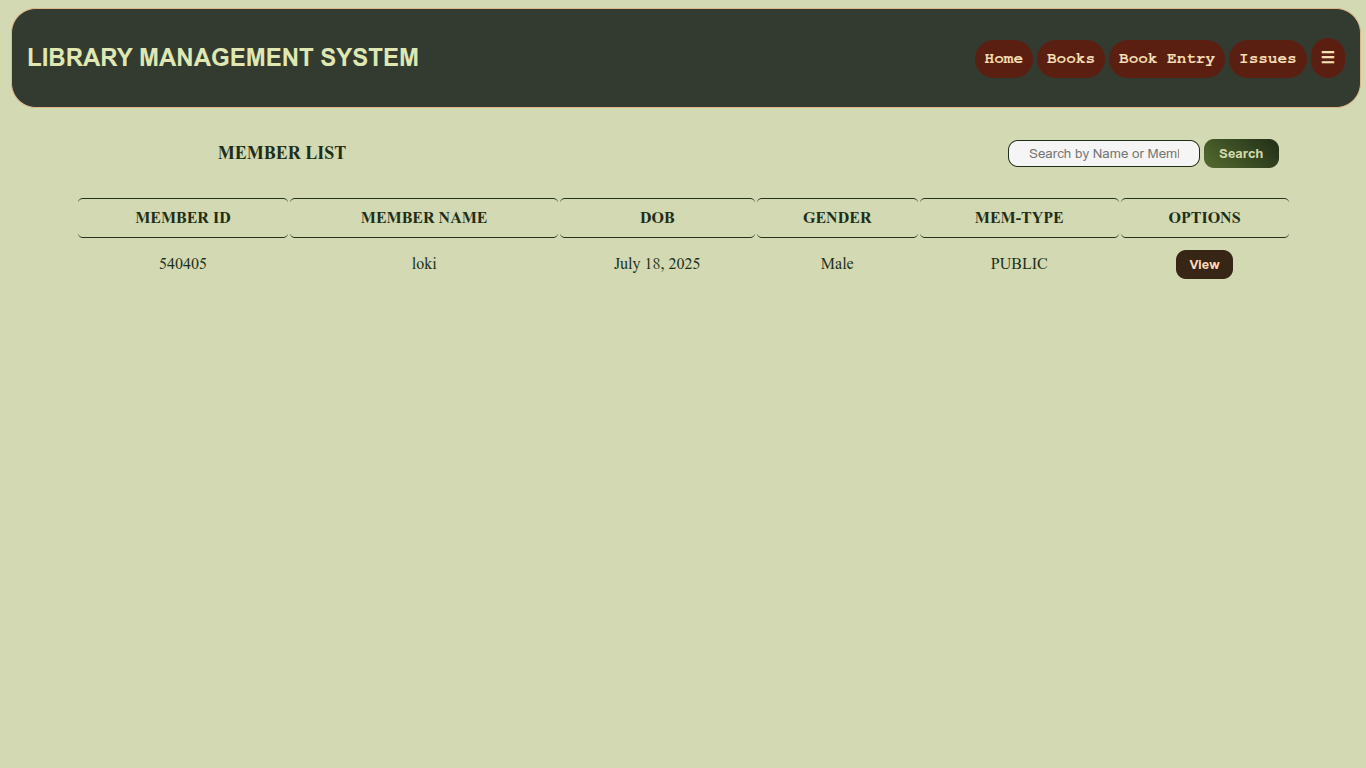 LIBRARY MANAGEMENT SYSTEM
Home Books Book Entry Issues ☰
MEMBER LIST
Search by Name or Mem
Search
MEMBER ID MEMBER NAME DOB GENDER MEM-TYPE OPTIONS
540405 loki July 18, 2025 Male PUBLIC View